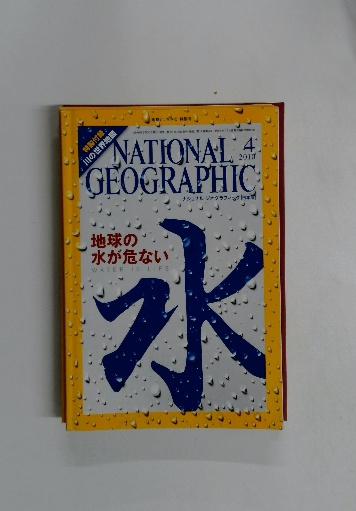 特製付録
川の世界地図
NATIONAL
4
2010
GEOGRAPHIC
ナショナル ジオグラフィック日本版
地球の
水が危ない
WATER IS LIFE
水